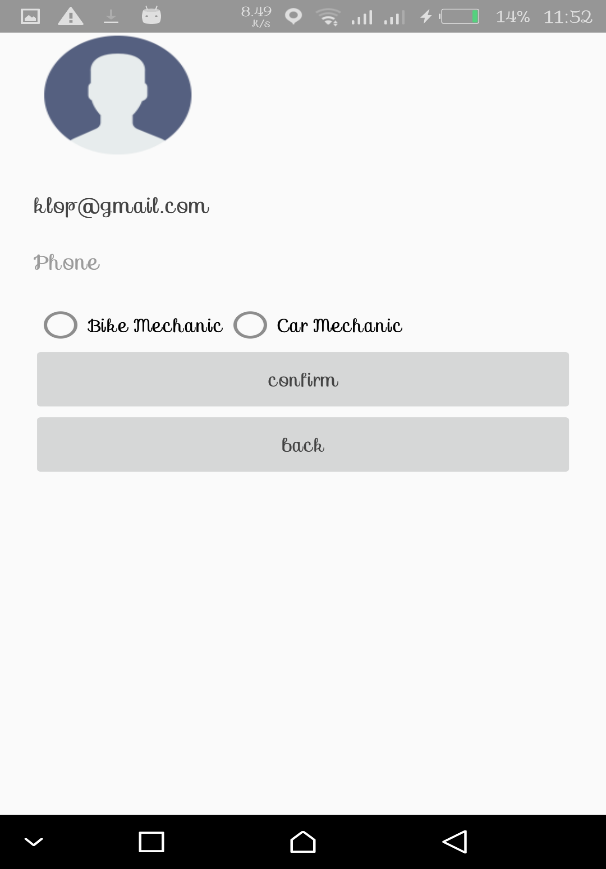 8.49 K/s 14% 11:52
klop@gmail.com
Phone
Bike Mechanic Car Mechanic
confirm
back